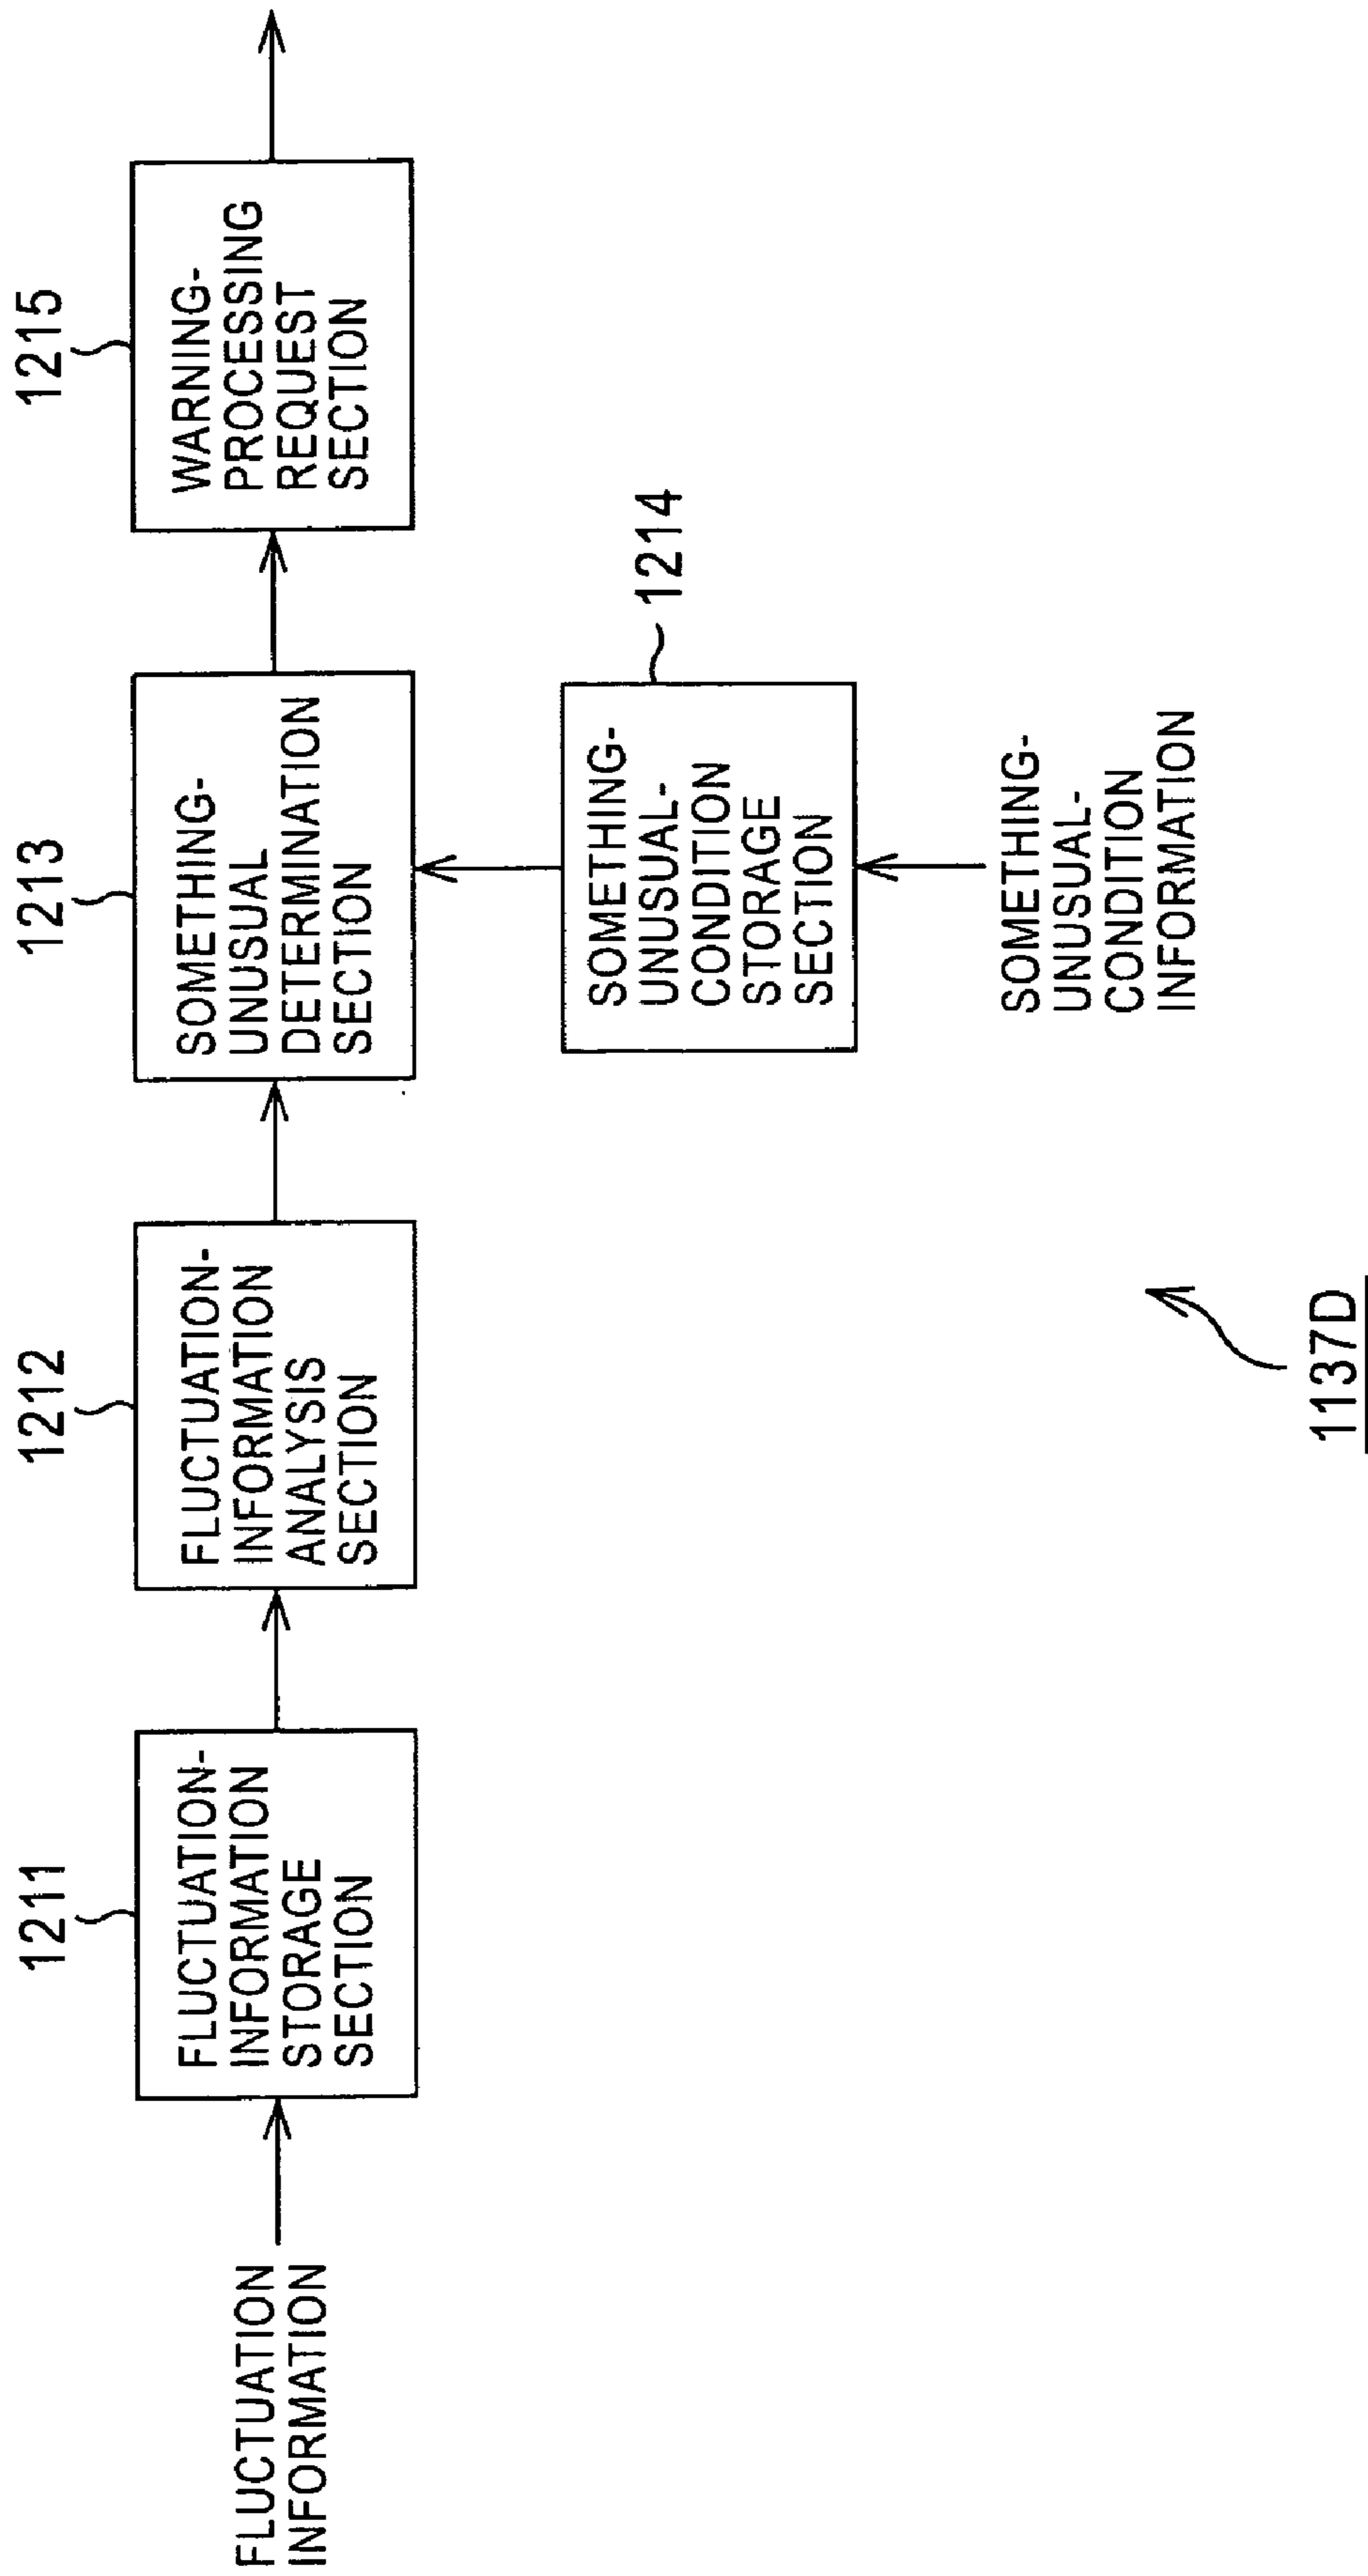 FLUCTUATION
INFORMATION
1211
FLUCTUATION-
INFORMATION
STORAGE
SECTION
1212
FLUCTUATION-
INFORMATION
ANALYSIS
SECTION
1213
SOMETHING-
UNUSUAL
DETERMINATION
SECTION
1215
WARNING-
PROCESSING
REQUEST
SECTION
1214
SOMETHING-
UNUSUAL-
CONDITION
STORAGE
SECTION
SOMETHING-
UNUSUAL-
CONDITION
INFORMATION
1137D